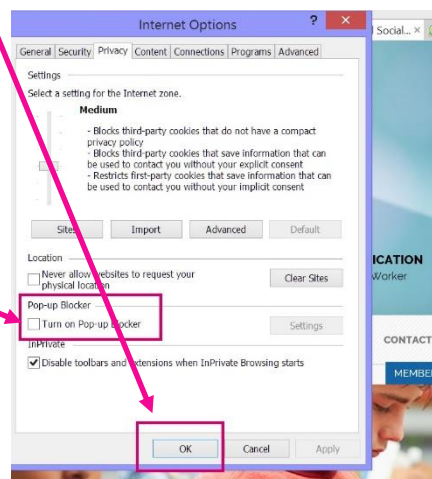 Internet Options
?
l Social...
General Security Privacy Content Connections Programs Advanced
Settings
Select a setting for the Internet zone.
Medium
- Blocks third-party cookies that do not have a compact
privacy policy
- Blocks third-party cookies that save information that can
be used to contact you without your explicit consent
- Restricts first-party cookies that save information that can
be used to contact you without your implicit consent
Sites Import Advanced Default
Location
Never allow websites to request your
physical location
Clear Sites
Pop-up Blocker
Turn on Pop-up Blocker
Settings
InPrivate
Disable toolbars and extensions when InPrivate Browsing starts
OK Cancel Apply
ICATION
Worker
CONTACT
MEMBE